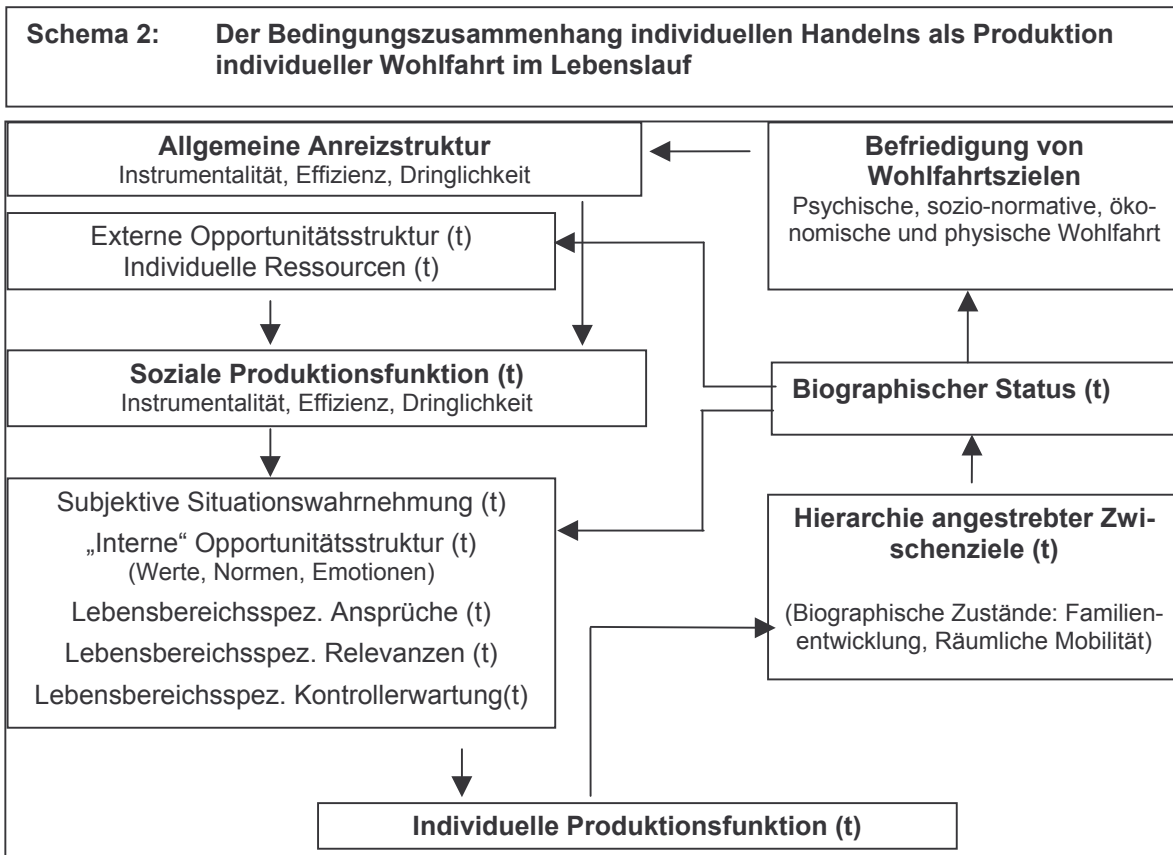 Schema 2: Der Bedingungszusammenhang individuellen Handelns als Produktion
individueller Wohlfahrt im Lebenslauf
Allgemeine Anreizstruktur
Instrumentalität, Effizienz, Dringlichkeit
Externe Opportunitätsstruktur (t)
Individuelle Ressourcen (t)
Soziale Produktionsfunktion (t)
Instrumentalität, Effizienz, Dringlichkeit
Subjektive Situationswahrnehmung (t)
„Interne“ Opportunitätsstruktur (t)
(Werte, Normen, Emotionen)
Lebensbereichsspez. Ansprüche (t)
Lebensbereichsspez. Relevanzen (t)
Lebensbereichsspez. Kontrollerwartung(t)
Befriedigung von
Wohlfahrtszielen
Psychische, sozio-normative, öko-
nomische und physische Wohlfahrt
Biographischer Status (t)
Hierarchie angestrebter Zwi-
schenziele (t)
(Biographische Zustände: Familien-
entwicklung, Räumliche Mobilität)
Individuelle Produktionsfunktion (t)